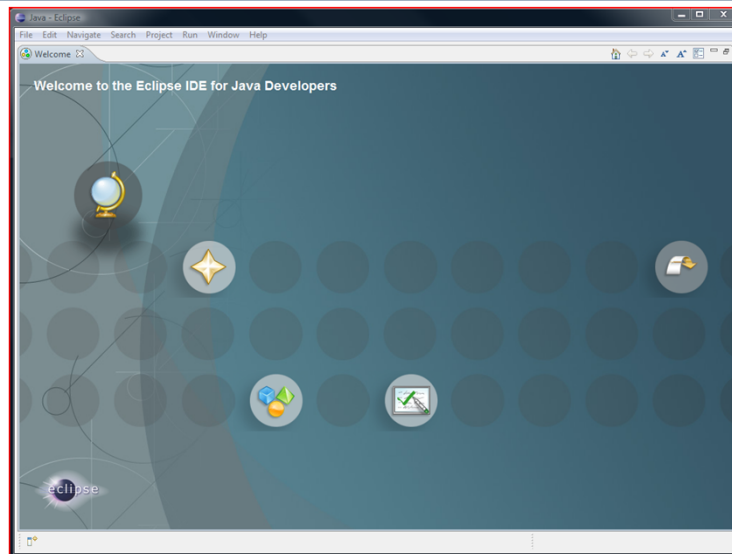 Java - Eclipse
File Edit Navigate Search Project Run Window Help
Welcome
Welcome to the Eclipse IDE for Java Developers
eclipse